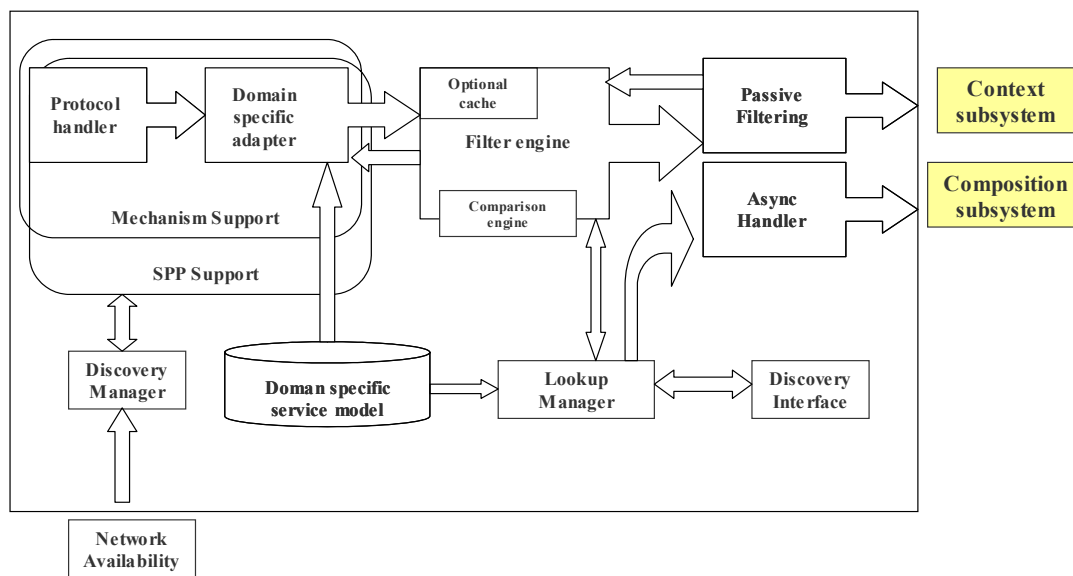 Protocol
handler
Domain
specific
adapter
Optional
cache
Filter engine
Comparison
engine
Passive
Filtering
Async
Handler
Context
subsystem
Composition
subsystem
Mechanism Support
SPP Support
Discovery
Manager
Doman specific
service model
Lookup
Manager
Discovery
Interface
Network
Availability